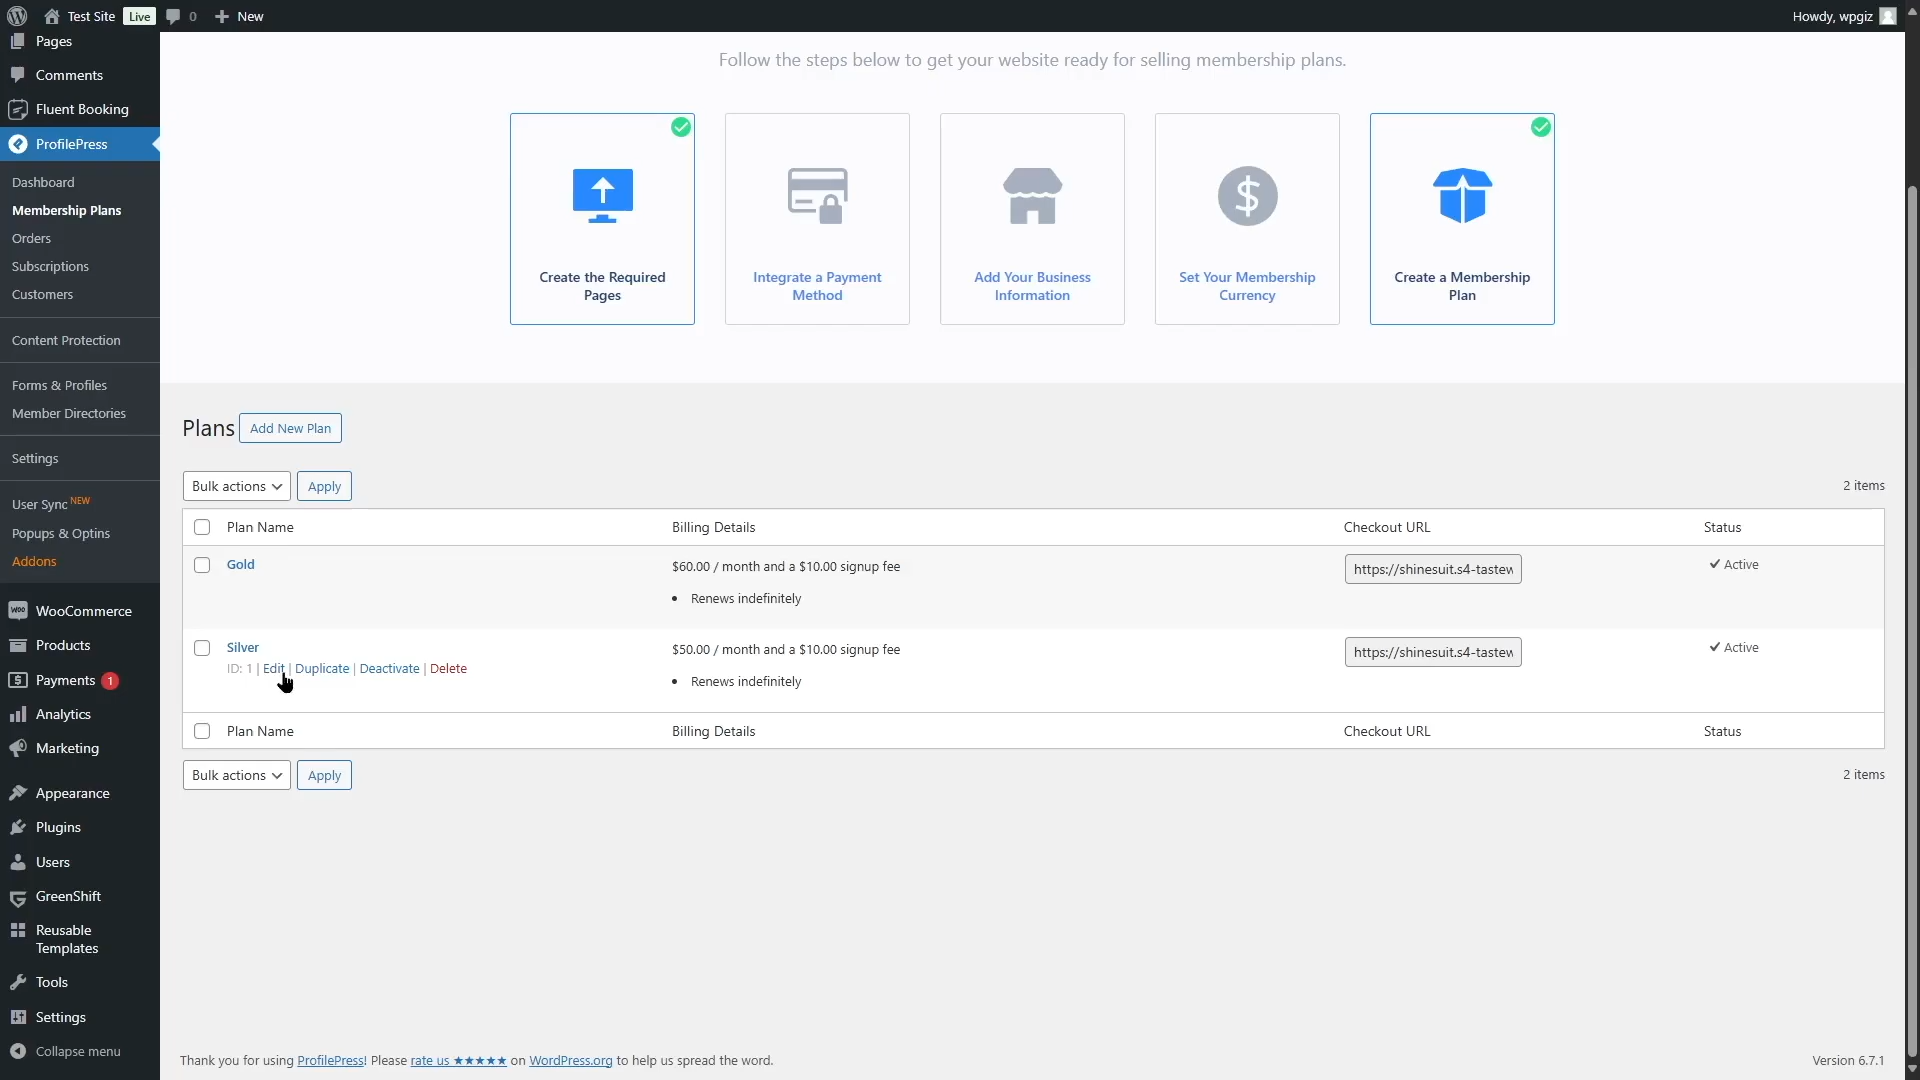 Test Site Live 0 New
Howdy, wpgiz
Pages
Comments
Fluent Booking
ProfilePress
Dashboard
Membership Plans
Orders
Subscriptions
Customers
Content Protection
Forms & Profiles
Member Directories
Settings
User Sync NEW
Popups & Optins
Addons
WooCommerce
Products
Payments 1
Analytics
Marketing
Appearance
Plugins
Users
GreenShift
Reusable
Templates
Tools
Settings
Collapse menu
Follow the steps below to get your website ready for selling membership plans.
Create the Required
Pages
Integrate a Payment
Method
Add Your Business
Information
Set Your Membership
Currency
Create a Membership
Plan
Plans Add New Plan
Bulk actions Apply 2 items
Plan Name Billing Details Checkout URL Status
Gold $60.00 / month and a $10.00 signup fee https://shinesuit.s4-tastew ✔ Active
• Renews indefinitely
Silver $50.00 / month and a $10.00 signup fee https://shinesuit.s4-tastew ✔ Active
ID: 1 | Edit | Duplicate | Deactivate | Delete
• Renews indefinitely
Plan Name Billing Details Checkout URL Status
Bulk actions Apply 2 items
Thank you for using ProfilePress! Please rate us ★★★★★ on WordPress.org to help us spread the word.
Version 6.7.1